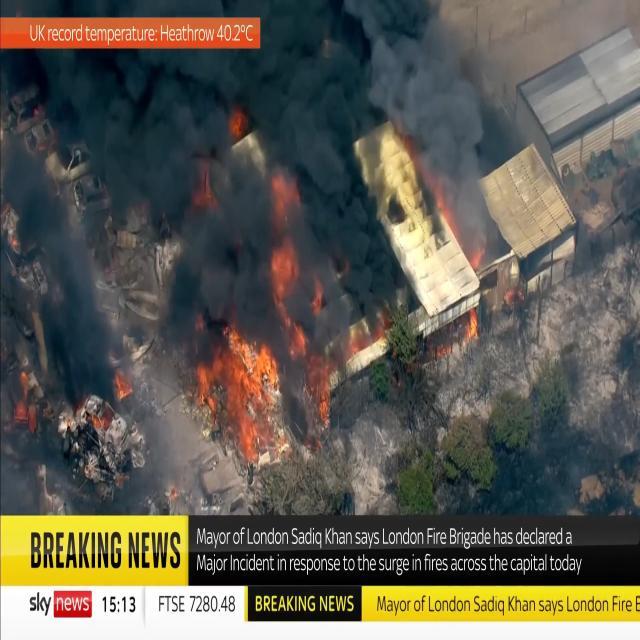 UK record temperature: Heathrow 40.2°C
BREAKING NEWS
Mayor of London Sadiq Khan says London Fire Brigade has declared a
Major Incident in response to the surge in fires across the capital today
sky news 15:13 FTSE 7280.48 BREAKING NEWS Mayor of London Sadiq Khan says London Fire B